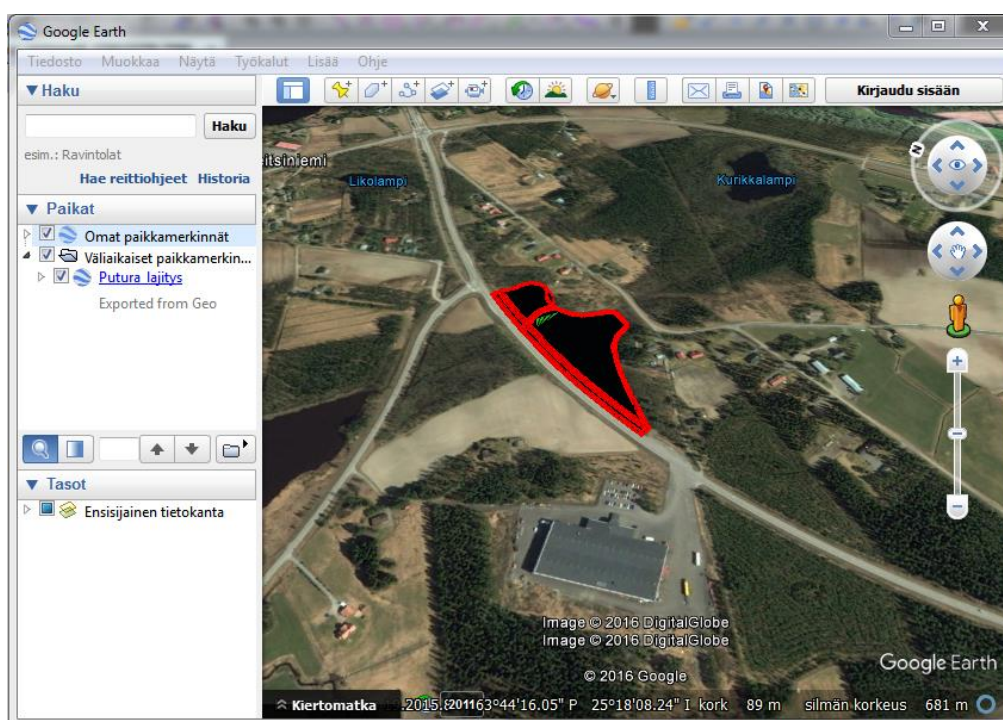 Google Earth
Tiedosto Muokkaa Näytä Työkalut Lisää Ohje
Haku
Haku
esim.: Ravintolat
Hae reittiohjeet Historia
Paikat
Omat paikkamerkinnät
Väliaikaiset paikkamerkin...
Putura lajitys
Exported from Geo
Tasot
Ensisijainen tietokanta
Kirjaudu sisään
eitsiniemi
Likolampi
Kurikkalampi
N
Image © 2016 DigitalGlobe
Image © 2016 DigitalGlobe
© 2016 Google
Google Earth
Kiertomatka 2011 63°44'16.05" P 25°18'08.24" I kork 89 m silmän korkeus 681 m